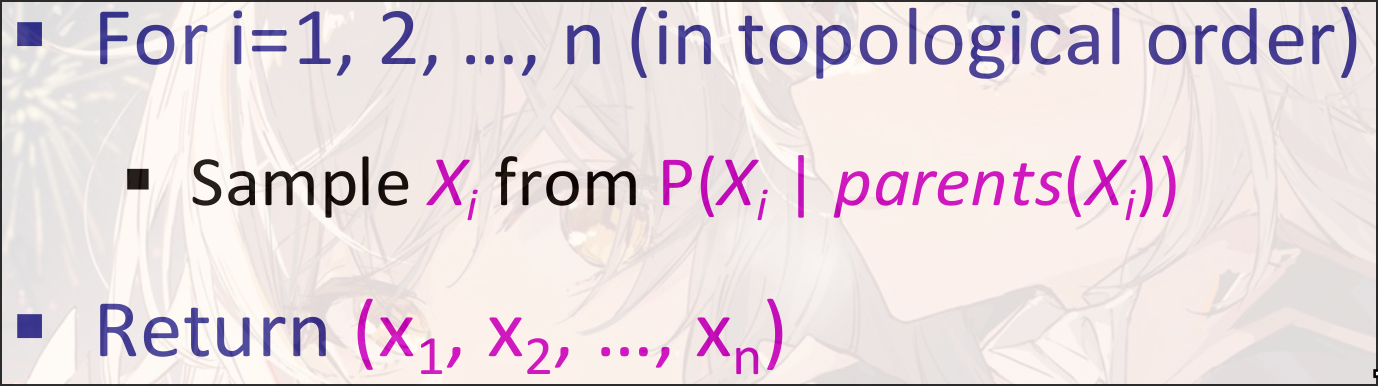 ▪ For i=1, 2, …, n (in topological order)
▪ Sample Xᵢ from P(Xᵢ | parents(Xᵢ))
▪ Return (x₁, x₂, …, xₙ)